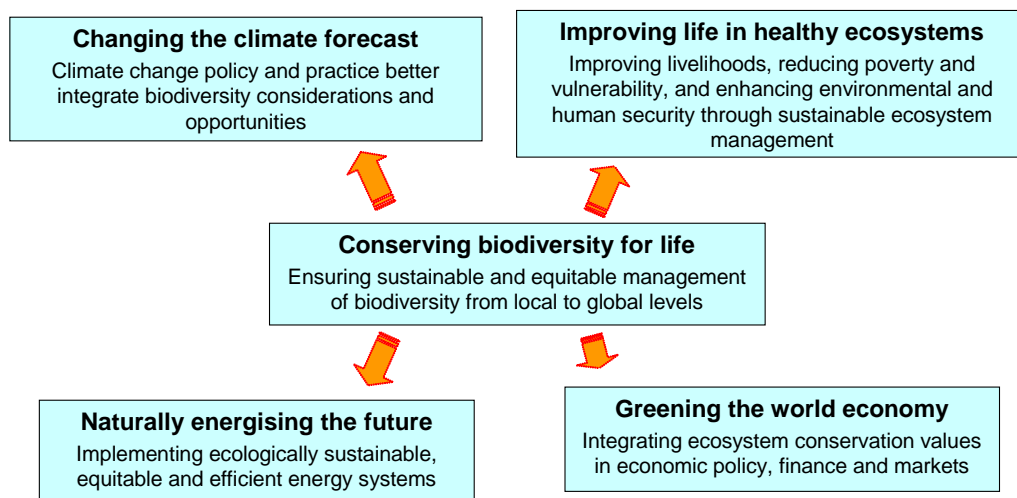 Changing the climate forecast
Climate change policy and practice better
integrate biodiversity considerations and
opportunities
Improving life in healthy ecosystems
Improving livelihoods, reducing poverty and
vulnerability, and enhancing environmental and
human security through sustainable ecosystem
management
Conserving biodiversity for life
Ensuring sustainable and equitable management
of biodiversity from local to global levels
Naturally energising the future
Implementing ecologically sustainable,
equitable and efficient energy systems
Greening the world economy
Integrating ecosystem conservation values
in economic policy, finance and markets